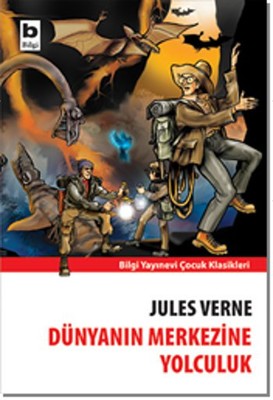 b
Bilgi
Bilgi Yayınevi Çocuk Klasikleri
JULES VERNE
DÜNYANIN MERKEZİNE
YOLCULUK